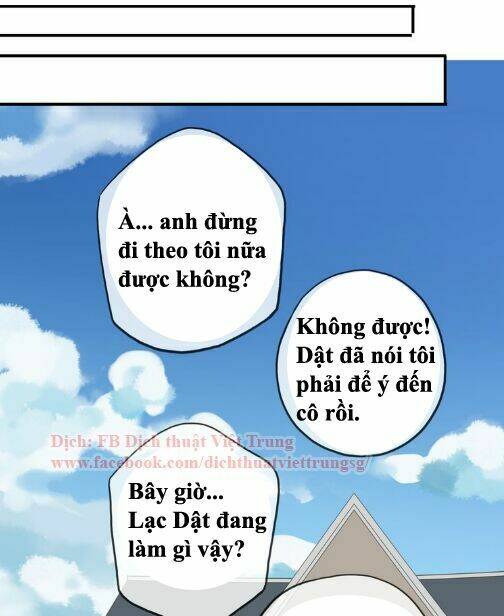 À... anh đừng
đi theo tôi nữa
được không?
Không được!
Dật đã nói tôi
phải để ý đến
cô rồi.
Dịch: FB Dịch thuật Việt Trung
www.facebook.com/dichthuatviettrungsg/
Bây giờ...
Lạc Dật đang
làm gì vậy?